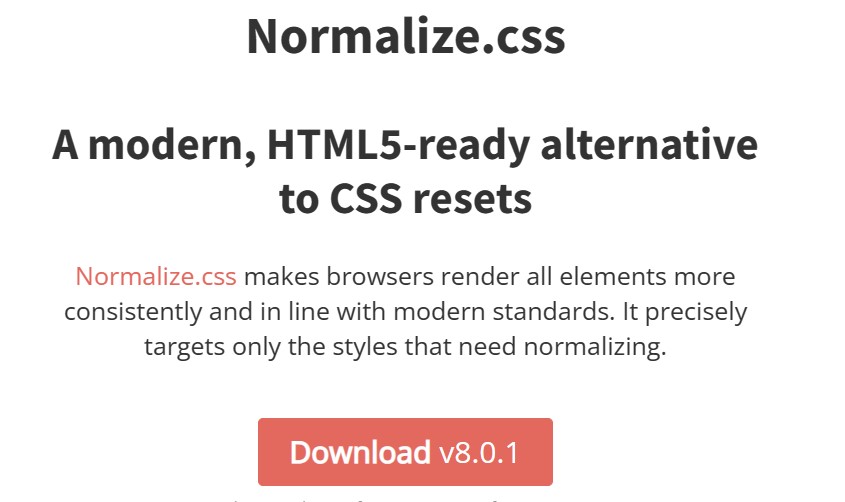 Normalize.css
A modern, HTML5-ready alternative
to CSS resets
Normalize.css makes browsers render all elements more
consistently and in line with modern standards. It precisely
targets only the styles that need normalizing.
Download v8.0.1